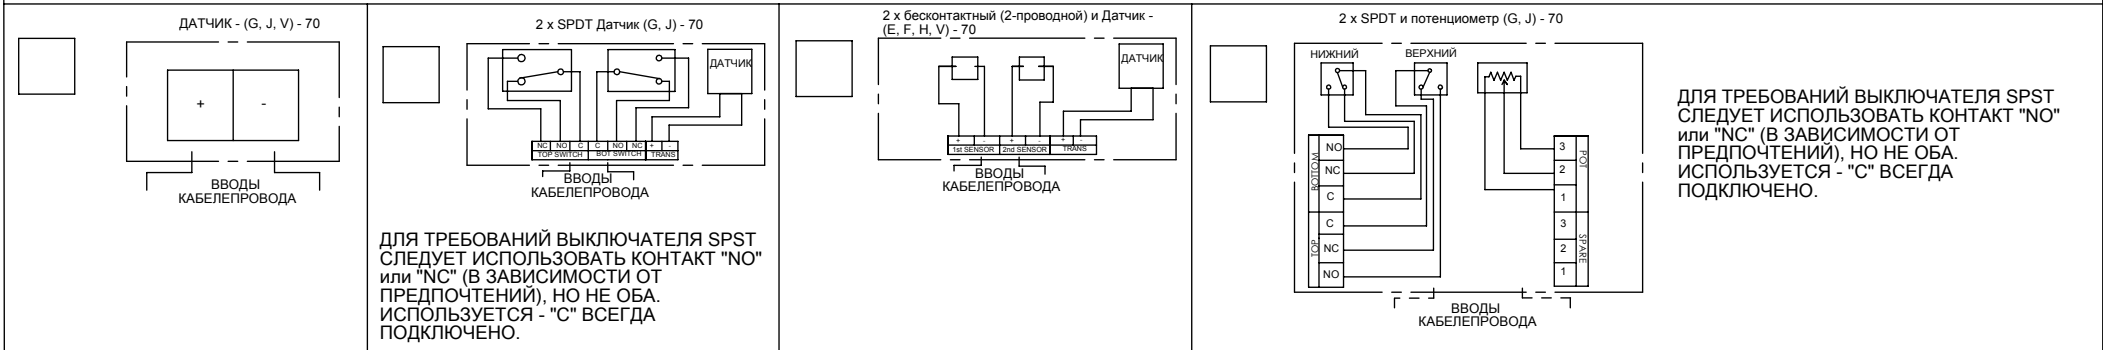 ДАТЧИК - (G, J, V) - 70
+ -
ВВОДЫ
КАБЕЛЕПРОВОДА
2 x SPDT Датчик (G, J) - 70
ДАТЧИК
NC NO C C NO NC + -
TOP SWITCH BOT SWITCH TRANS
ВВОДЫ
КАБЕЛЕПРОВОДА
ДЛЯ ТРЕБОВАНИЙ ВЫКЛЮЧАТЕЛЯ SPST
СЛЕДУЕТ ИСПОЛЬЗОВАТЬ КОНТАКТ "NO"
или "NC" (В ЗАВИСИМОСТИ ОТ
ПРЕДПОЧТЕНИЙ), НО НЕ ОБА.
ИСПОЛЬЗУЕТСЯ - "C" ВСЕГДА
ПОДКЛЮЧЕНО.
2 x бесконтактный (2-проводной) и Датчик -
(E, F, H, V) - 70
ДАТЧИК
+ - + - + -
1st SENSOR 2nd SENSOR TRANS
ВВОДЫ
КАБЕЛЕПРОВОДА
2 x SPDT и потенциометр (G, J) - 70
НИЖНИЙ ВЕРХНИЙ
BOTTOM
NO
NC
C
TOP
C
NC
NO
POT
3
2
1
SPARE
3
2
1
ВВОДЫ
КАБЕЛЕПРОВОДА
ДЛЯ ТРЕБОВАНИЙ ВЫКЛЮЧАТЕЛЯ SPST
СЛЕДУЕТ ИСПОЛЬЗОВАТЬ КОНТАКТ "NO"
или "NC" (В ЗАВИСИМОСТИ ОТ
ПРЕДПОЧТЕНИЙ), НО НЕ ОБА.
ИСПОЛЬЗУЕТСЯ - "C" ВСЕГДА
ПОДКЛЮЧЕНО.